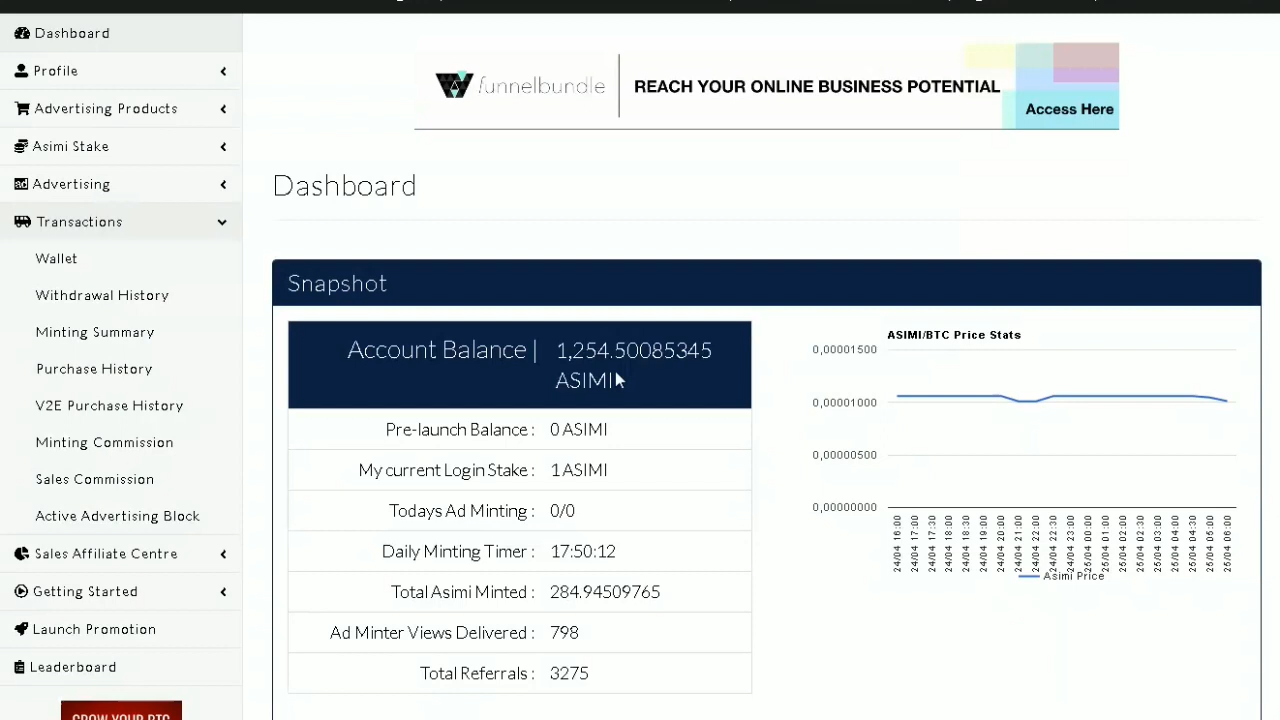 Dashboard
Profile
Advertising Products
Asimi Stake
Advertising
Transactions
Wallet
Withdrawal History
Minting Summary
Purchase History
V2E Purchase History
Minting Commission
Sales Commission
Active Advertising Block
Sales Affiliate Centre
Getting Started
Launch Promotion
Leaderboard
GROW YOUR BTC
funnelbundle
REACH YOUR ONLINE BUSINESS POTENTIAL
Access Here
Dashboard
Snapshot
Account Balance | 1,254.50085345
ASIMI
Pre-launch Balance : 0 ASIMI
My current Login Stake : 1 ASIMI
Todays Ad Minting : 0/0
Daily Minting Timer : 17:50:12
Total Asimi Minted : 284.94509765
Ad Minter Views Delivered : 798
Total Referrals : 3275
ASIMI/BTC Price Stats
0,00001500
0,00001000
0,00000500
0,00000000
24/04 16:00
24/04 17:00
24/04 17:30
24/04 18:00
24/04 18:30
24/04 19:00
24/04 20:00
24/04 21:00
24/04 22:00
24/04 22:30
24/04 23:00
25/04 00:00
25/04 01:00
25/04 02:00
25/04 02:30
25/04 03:00
25/04 04:00
25/04 04:30
25/04 05:00
25/04 06:00
Asimi Price